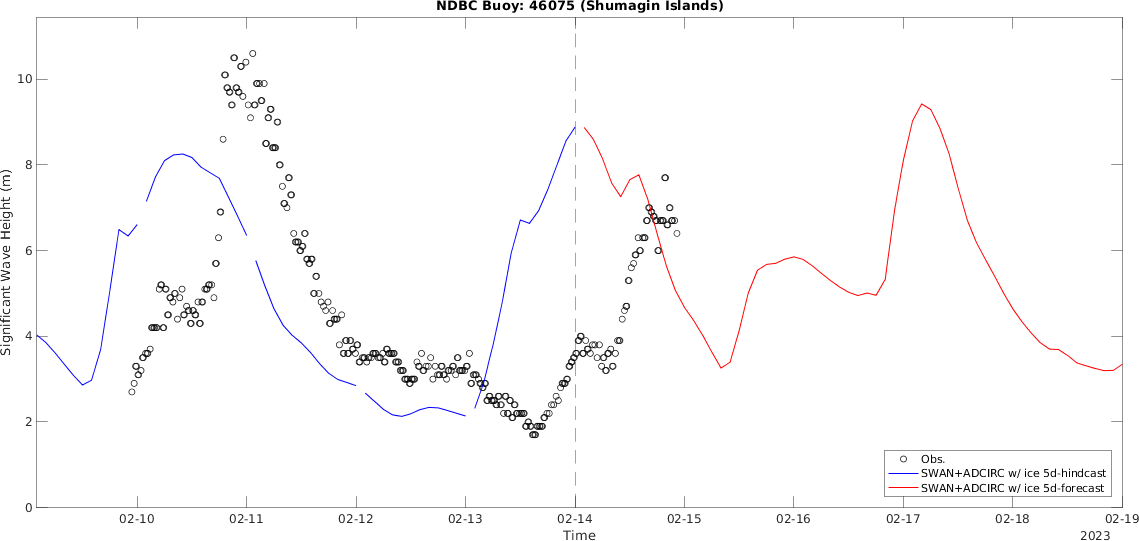 NDBC Buoy: 46075 (Shumagin Islands)
Significant Wave Height (m)
10
8
6
4
2
0
02-10 02-11 02-12 02-13 02-14 02-15 02-16 02-17 02-18 02-19
Time
2023
Obs.
SWAN+ADCIRC w/ ice 5d-hindcast
SWAN+ADCIRC w/ ice 5d-forecast